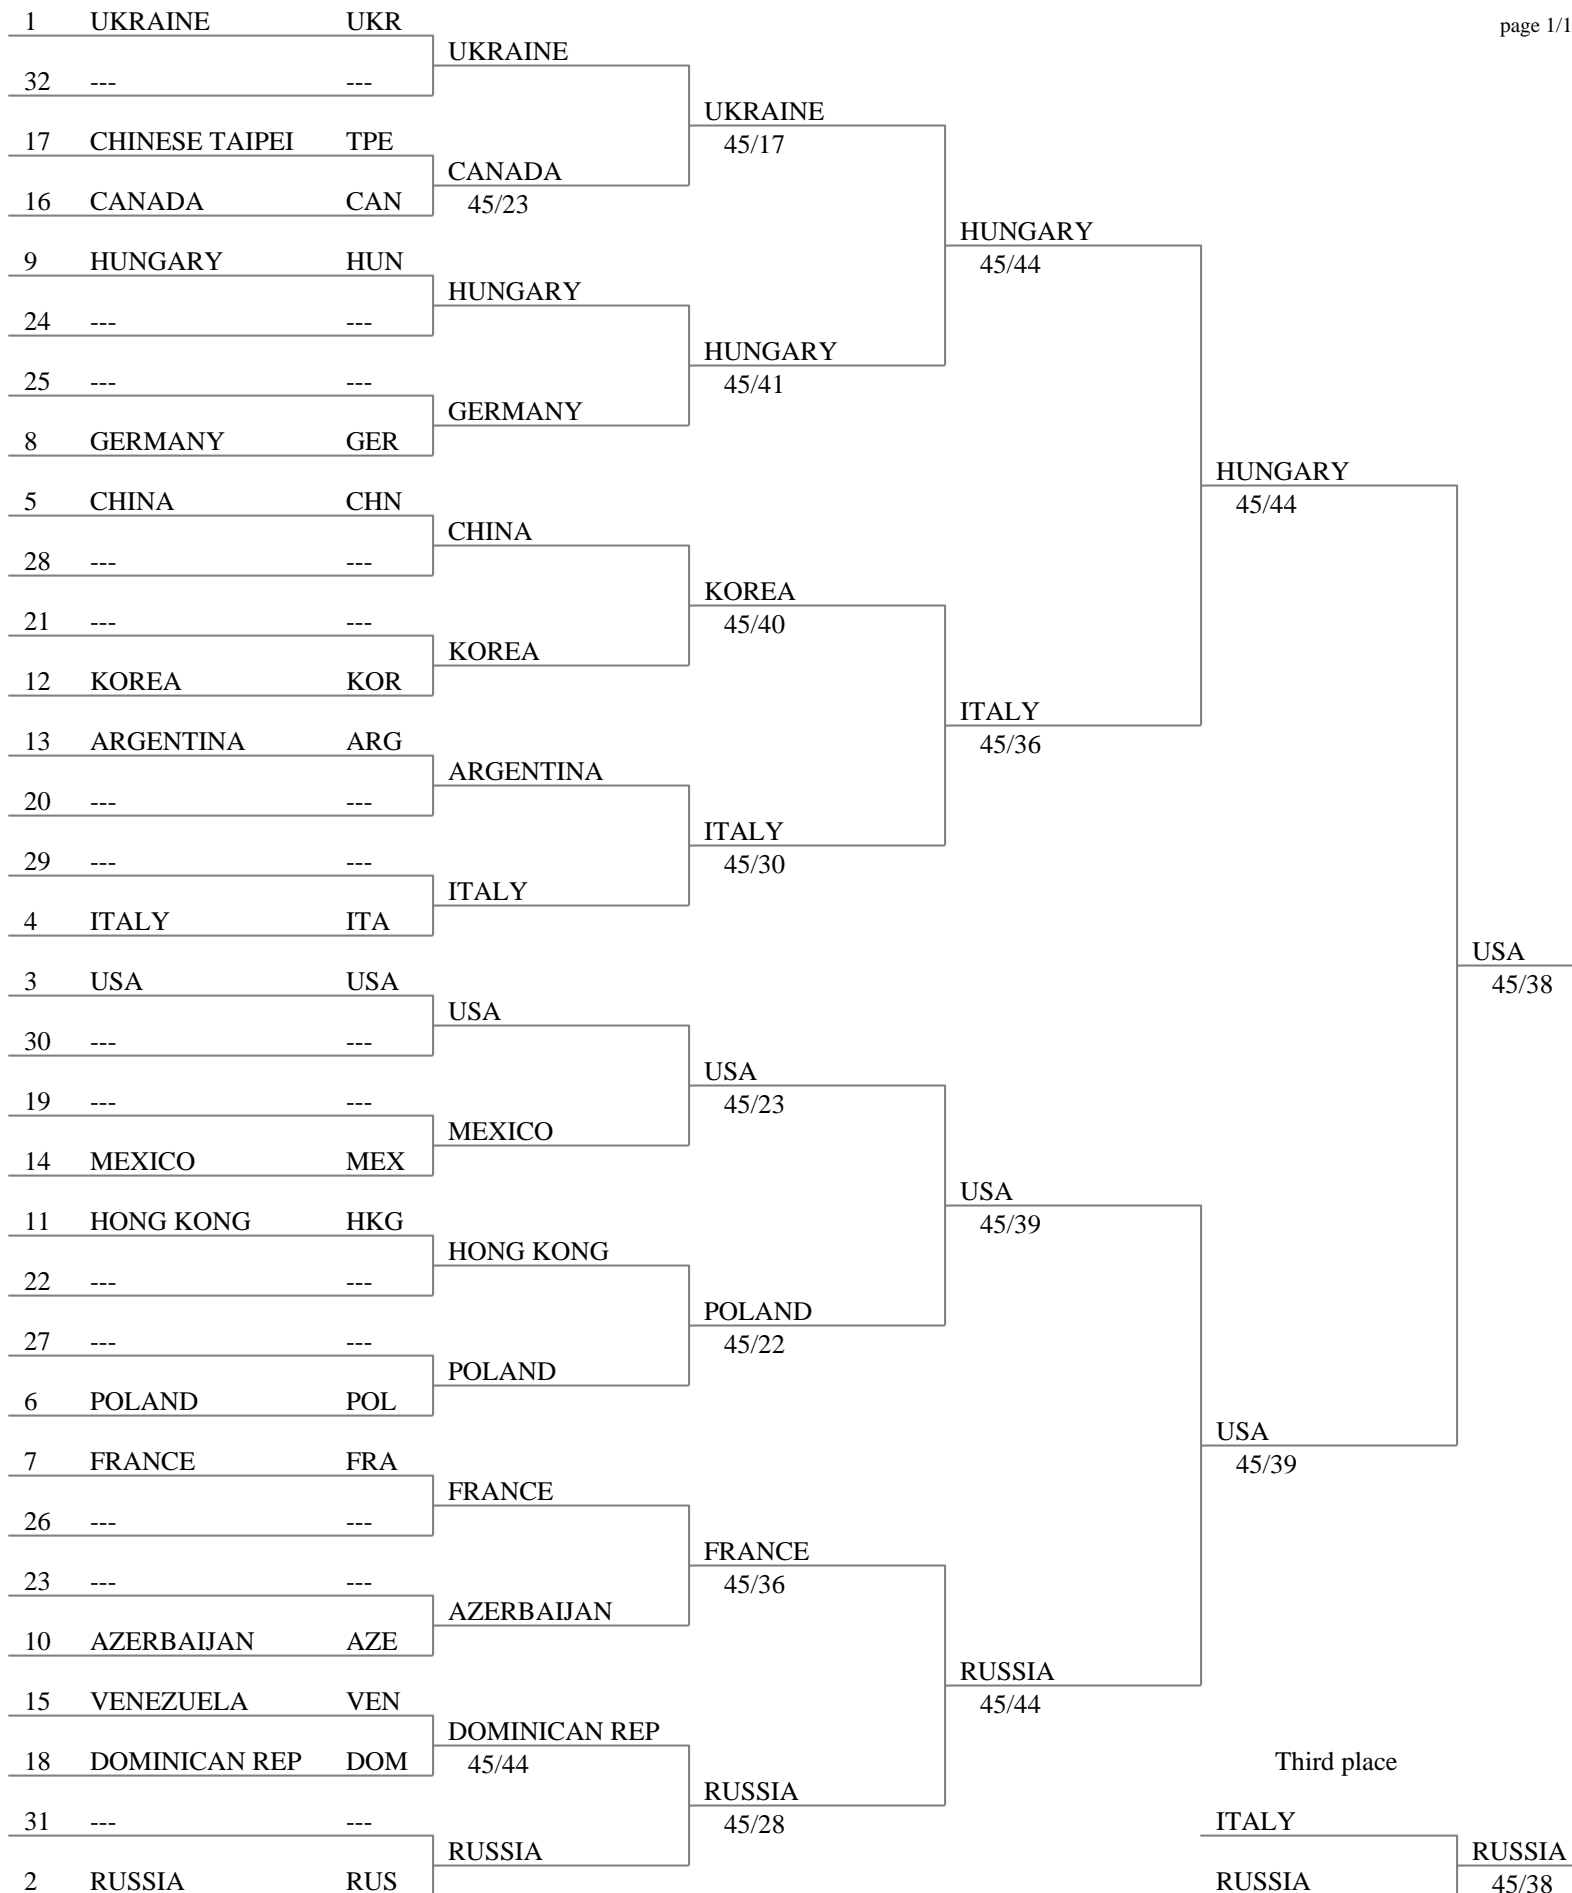 page 1/1
1 UKRAINE UKR
UKRAINE
32 --- ---
UKRAINE
45/17
17 CHINESE TAIPEI TPE
CANADA
45/23
16 CANADA CAN
HUNGARY
45/44
9 HUNGARY HUN
HUNGARY
24 --- ---
HUNGARY
45/41
25 --- ---
GERMANY
8 GERMANY GER
HUNGARY
45/44
5 CHINA CHN
CHINA
28 --- ---
KOREA
45/40
21 --- ---
KOREA
12 KOREA KOR
ITALY
45/36
13 ARGENTINA ARG
ARGENTINA
20 --- ---
ITALY
45/30
29 --- ---
ITALY
4 ITALY ITA
USA
45/38
3 USA USA
USA
30 --- ---
USA
45/23
19 --- ---
MEXICO
14 MEXICO MEX
USA
45/39
11 HONG KONG HKG
HONG KONG
22 --- ---
POLAND
45/22
27 --- ---
POLAND
6 POLAND POL
USA
45/39
7 FRANCE FRA
FRANCE
26 --- ---
FRANCE
45/36
23 --- ---
AZERBAIJAN
10 AZERBAIJAN AZE
RUSSIA
45/44
15 VENEZUELA VEN
DOMINICAN REP
45/44
18 DOMINICAN REP DOM
Third place
RUSSIA
45/28
31 --- ---
ITALY
RUSSIA
RUSSIA
45/38
2 RUSSIA RUS
RUSSIA